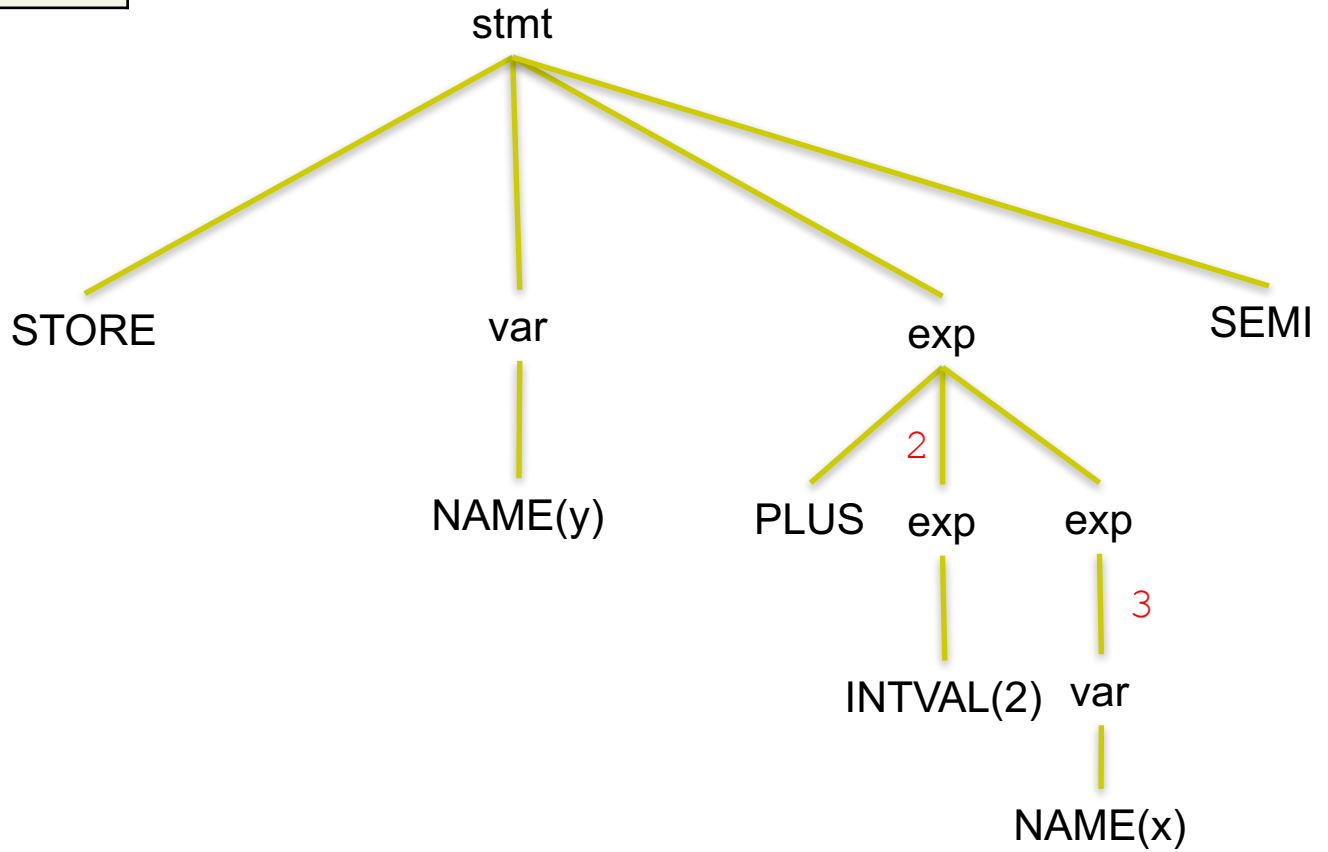 stmt
STORE
var
exp
SEMI
2
NAME(y)
PLUS
exp
exp
3
INTVAL(2)
var
NAME(x)